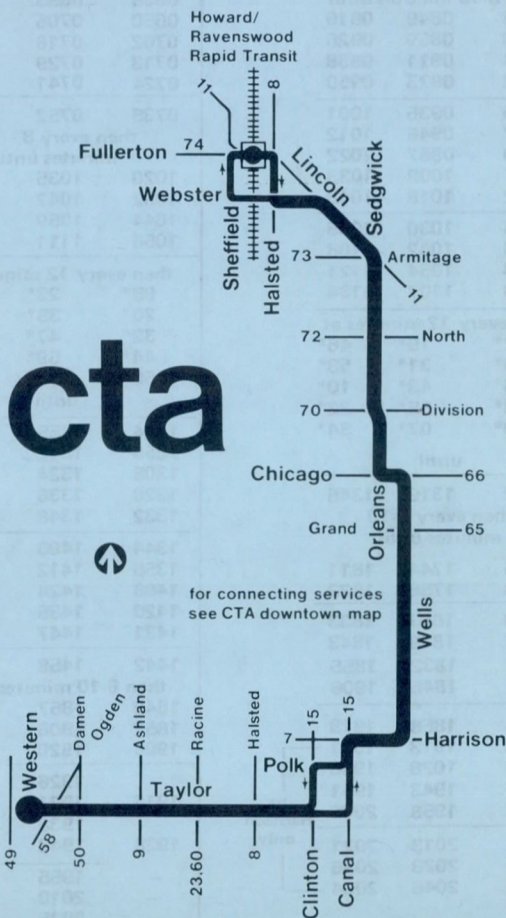 Howard/
Ravenswood
Rapid Transit
11
8
Fullerton
74
Lincoln
Sedgwick
Webster
Sheffield
Halsted
73
Armitage
11
72
North
cta
70
Division
Chicago
66
Orleans
Grand
65
for connecting services
see CTA downtown map
Wells
15
15
7
Harrison
Polk
Western
Damen
Ogden
Ashland
Racine
Halsted
Taylor
49
58
50
9
23.60
8
Clinton
Canal